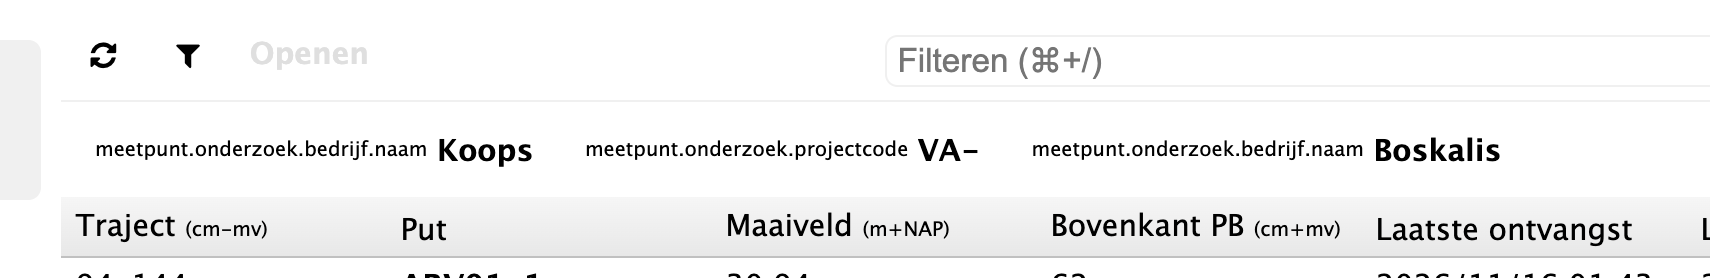 Openen
Filteren (⌘+/)
meetpunt.onderzoek.bedrijf.naam Koops meetpunt.onderzoek.projectcode VA- meetpunt.onderzoek.bedrijf.naam Boskalis
Traject (cm-mv) Put Maaiveld (m+NAP) Bovenkant PB (cm+mv) Laatste ontvangst